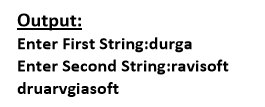 Output:
Enter First String:durga
Enter Second String:ravisoft
druarvgiasoft